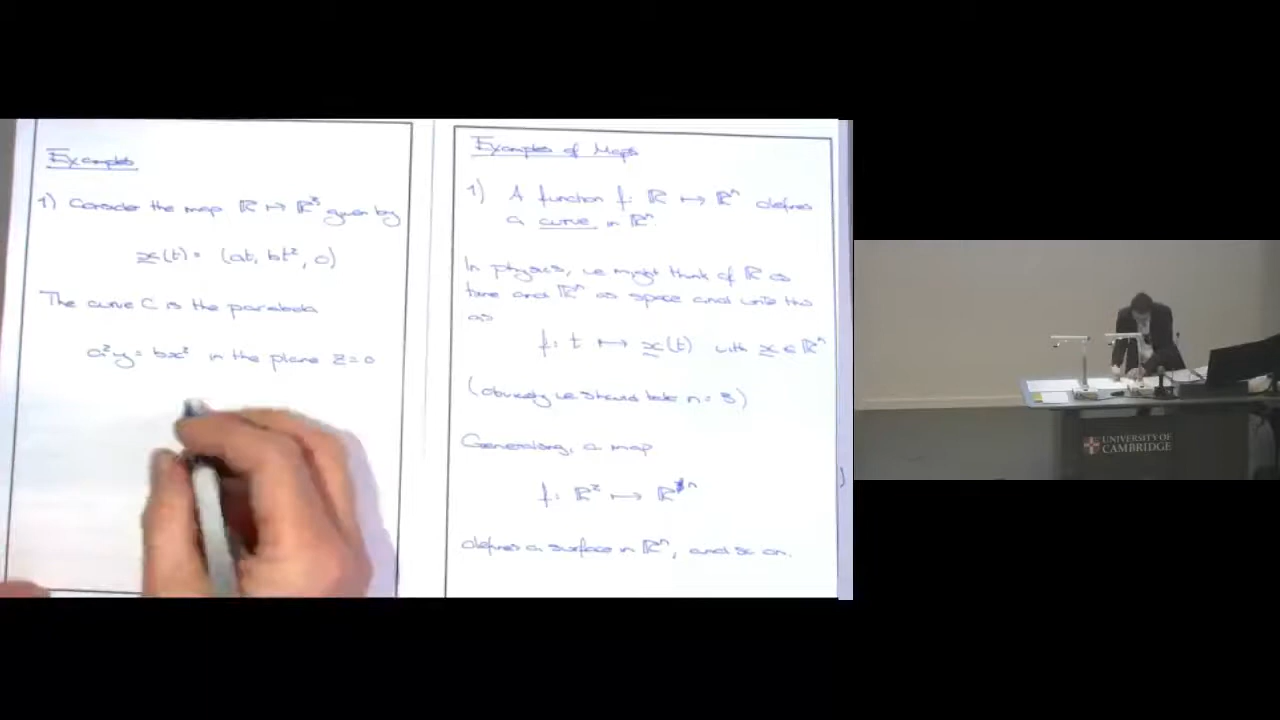 Examples
1) Consider the map ℝ ↦ ℝ³ given by
x(t) = (at, bt², 0)
The curve C is the parabola
a²y = bx² in the plane z=0
Examples of Maps
1) A function f: ℝ ↦ ℝⁿ defines
a curve in ℝⁿ.
In physics, we might think of ℝ as
time and ℝⁿ as space and write this
as
f: t ↦ x(t) with x ∈ ℝⁿ
(obviously we should take n = 3)
Generalising, a map
f: ℝ² ↦ ℝⁿ
defines a surface in ℝⁿ, and so on.
UNIVERSITY OF
CAMBRIDGE